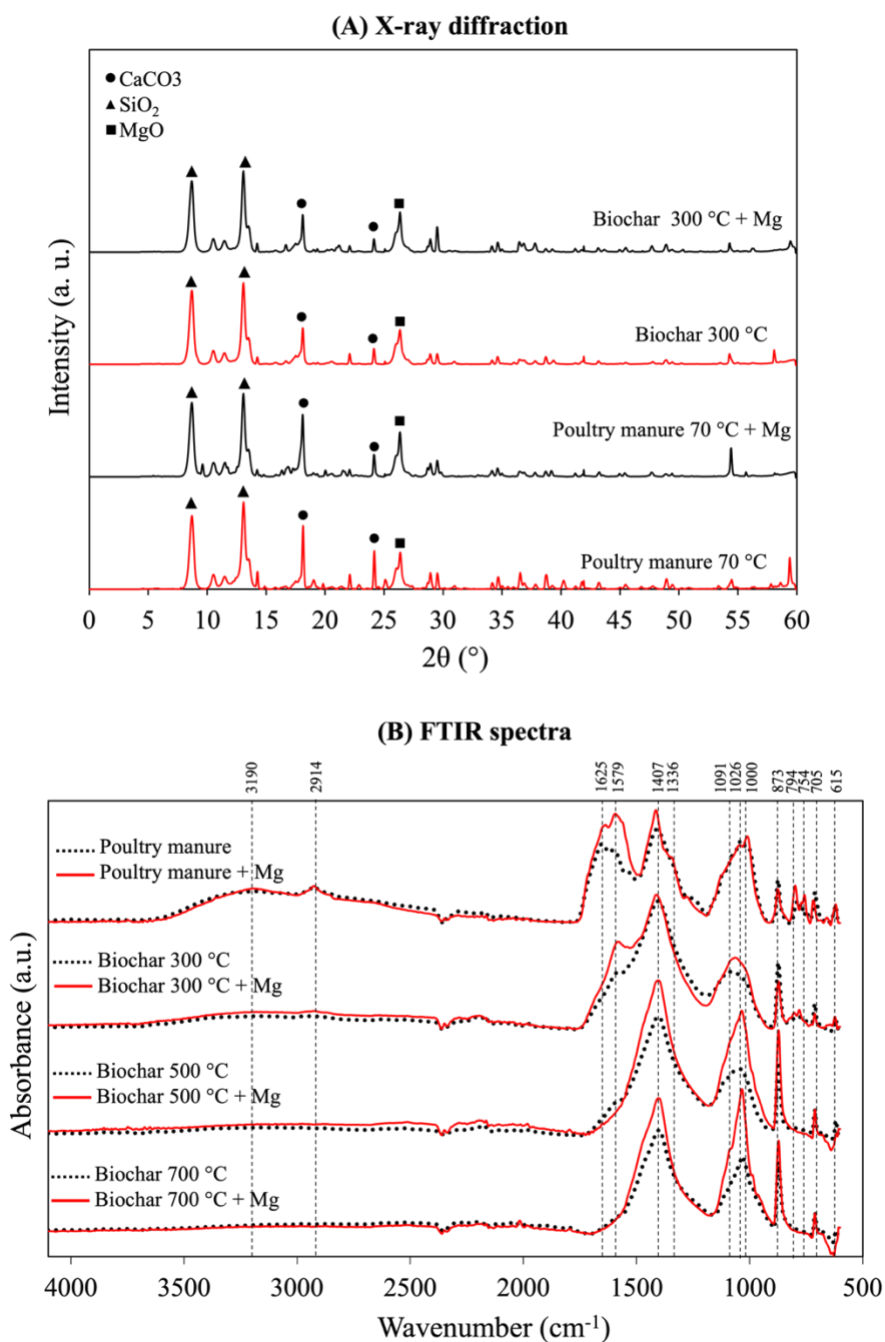 (A) X-ray diffraction
CaCO3
SiO₂
MgO
Biochar 300 °C + Mg
Biochar 300 °C
Poultry manure 70 °C + Mg
Poultry manure 70 °C
Intensity (a. u.)
0 5 10 15 20 25 30 35 40 45 50 55 60
2θ (°)
(B) FTIR spectra
3190 2914 1625 1579 1407 1336 1091 1026 1000 873 794 754 705 615
Poultry manure
Poultry manure + Mg
Biochar 300 °C
Biochar 300 °C + Mg
Biochar 500 °C
Biochar 500 °C + Mg
Biochar 700 °C
Biochar 700 °C + Mg
Absorbance (a.u.)
4000 3500 3000 2500 2000 1500 1000 500
Wavenumber (cm⁻¹)